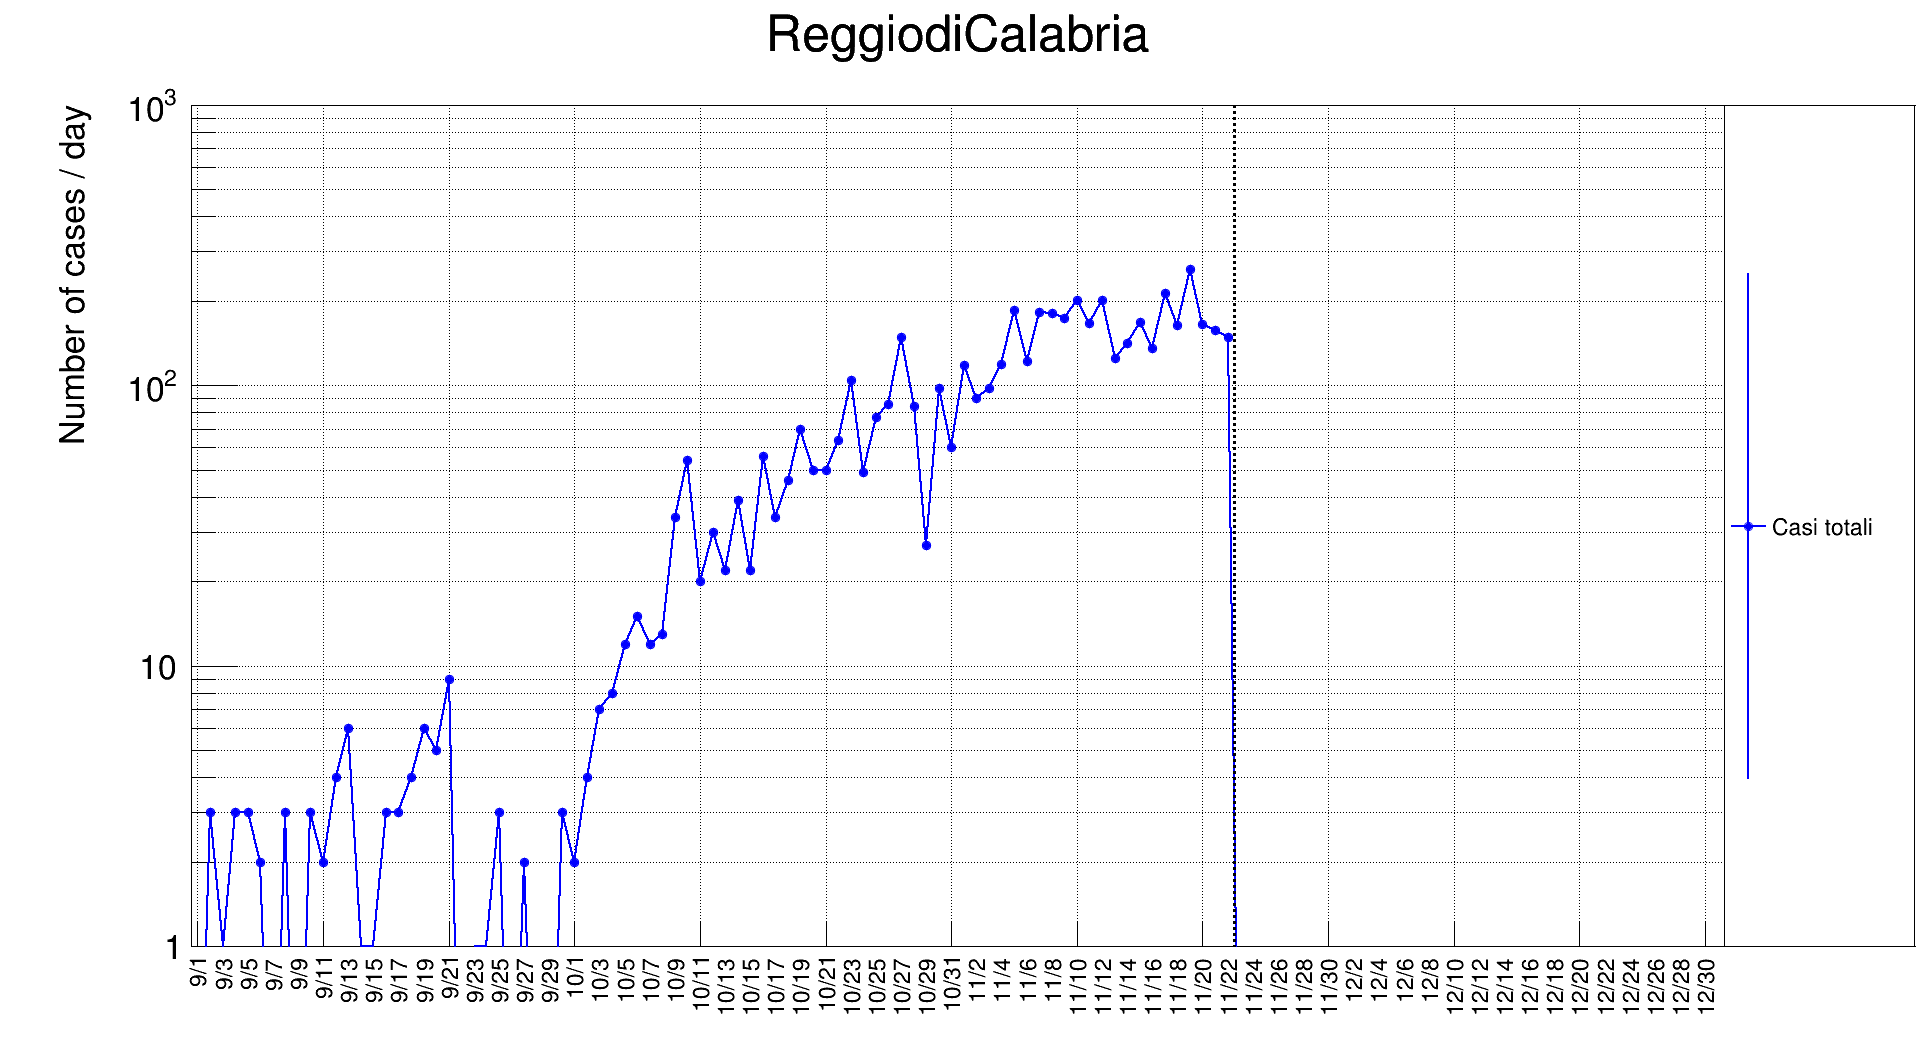 ReggiodiCalabria
Number of cases / day
10³
10²
10
1
9/1 9/3 9/5 9/7 9/9 9/11 9/13 9/15 9/17 9/19 9/21 9/23 9/25 9/27 9/29 10/1 10/3 10/5 10/7 10/9 10/11 10/13 10/15 10/17 10/19 10/21 10/23 10/25 10/27 10/29 10/31 11/2 11/4 11/6 11/8 11/10 11/12 11/14 11/16 11/18 11/20 11/22 11/24 11/26 11/28 11/30 12/2 12/4 12/6 12/8 12/10 12/12 12/14 12/16 12/18 12/20 12/22 12/24 12/26 12/28 12/30
Casi totali